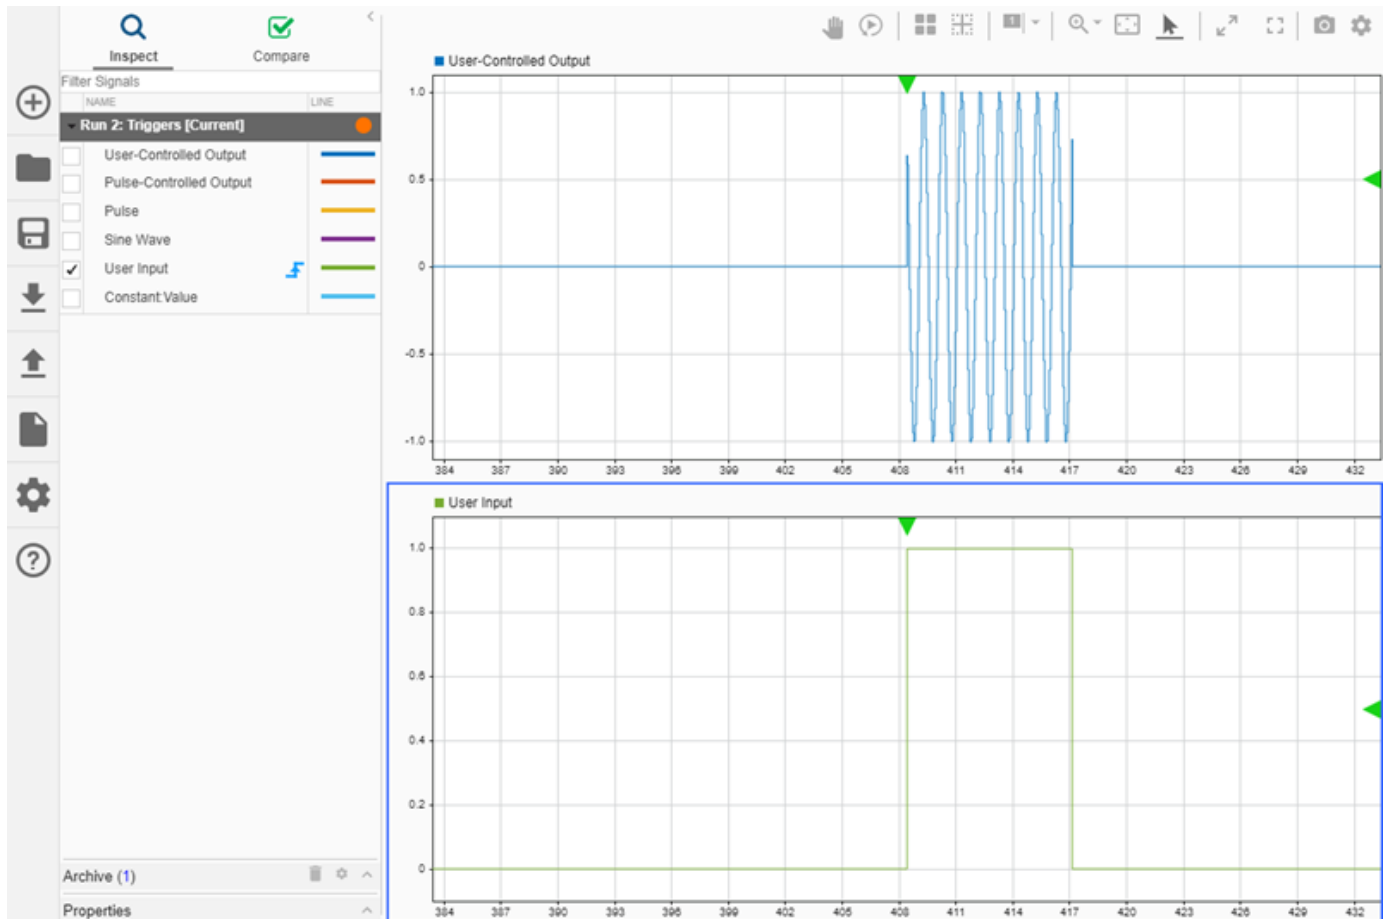 Inspect
Compare
Filter Signals
NAME
LINE
Run 2: Triggers [Current]
User-Controlled Output
Pulse-Controlled Output
Pulse
Sine Wave
User Input
Constant:Value
Archive (1)
Properties
1
User-Controlled Output
1.0
0.5
0
-0.5
-1.0
384 387 390 393 396 399 402 405 408 411 414 417 420 423 426 429 432
User Input
1.0
0.8
0.6
0.4
0.2
0
384 387 390 393 396 399 402 405 408 411 414 417 420 423 426 429 432